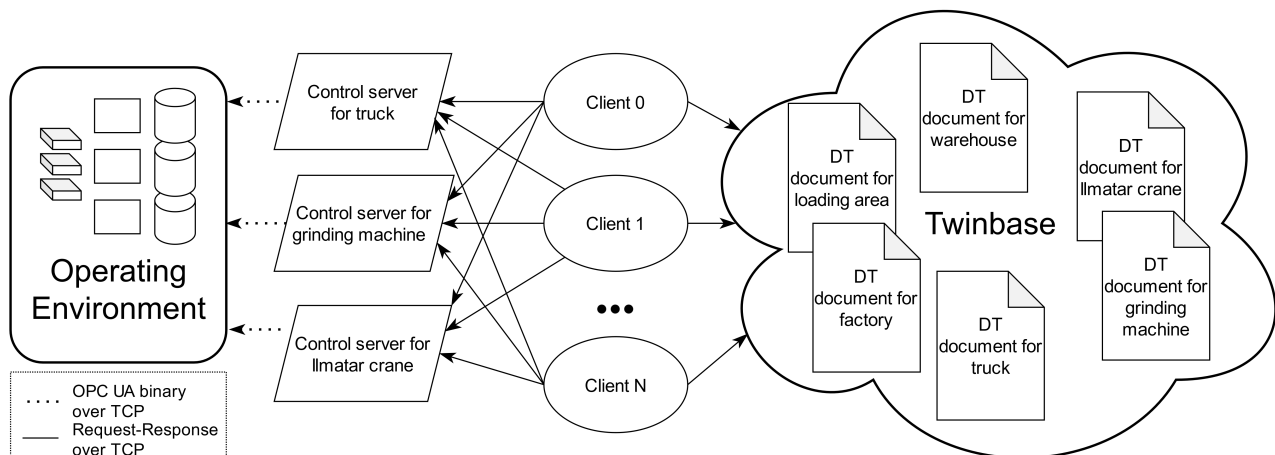 Operating
Environment
OPC UA binary
over TCP
Request-Response
over TCP
Control server
for truck
Control server for
grinding machine
Control server for
Ilmatar crane
Client 0
Client 1
Client N
Twinbase
DT
document for
loading area
DT
document for
warehouse
DT
document for
Ilmatar crane
DT
document for
factory
DT
document for
truck
DT
document for
grinding
machine